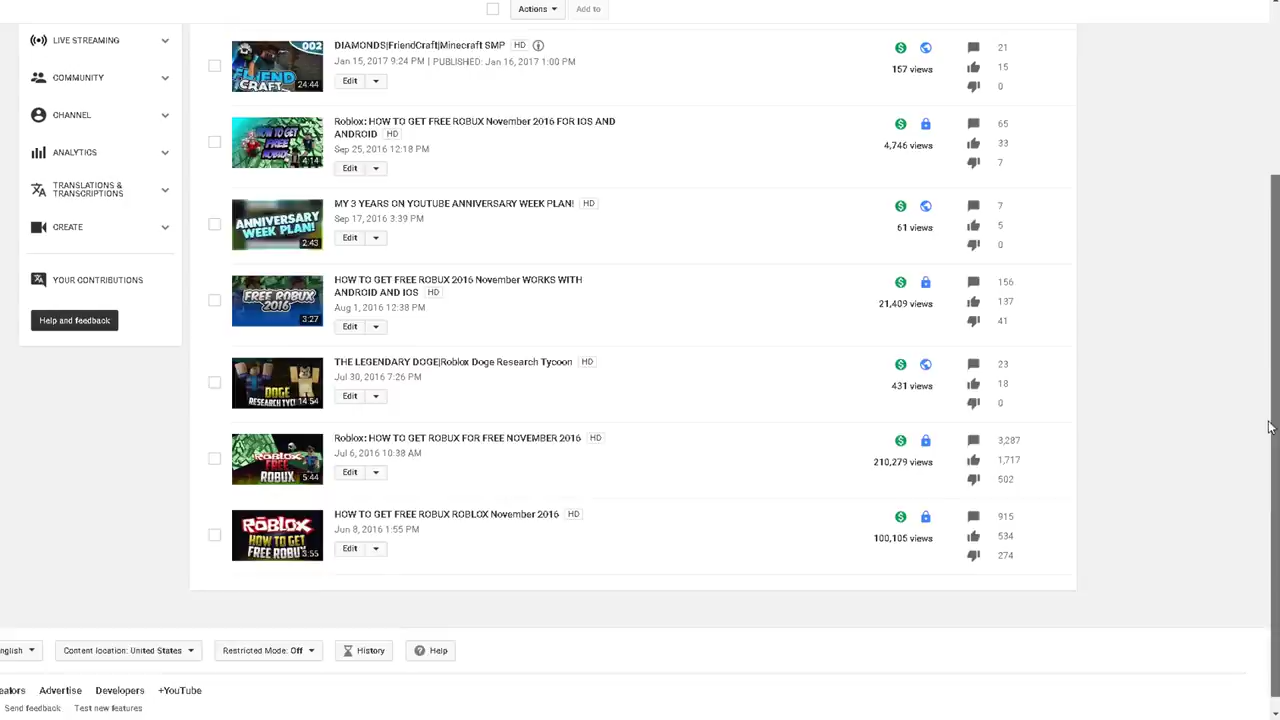 Actions
Add to
LIVE STREAMING
COMMUNITY
CHANNEL
ANALYTICS
TRANSLATIONS &
TRANSCRIPTIONS
CREATE
YOUR CONTRIBUTIONS
Help and feedback
002
FRIEND
CRAFT
24:44
DIAMONDS|FriendCraft|Minecraft SMP HD
Jan 15, 2017 9:24 PM | PUBLISHED: Jan 16, 2017 1:00 PM
Edit
157 views
21
15
0
HOW TO GET
FREE
ROBUX
4:14
Roblox: HOW TO GET FREE ROBUX November 2016 FOR IOS AND
ANDROID HD
Sep 25, 2016 12:18 PM
Edit
4,746 views
65
33
7
ANNIVERSARY
WEEK PLAN!
2:43
MY 3 YEARS ON YOUTUBE ANNIVERSARY WEEK PLAN! HD
Sep 17, 2016 3:39 PM
Edit
61 views
7
5
0
FREE ROBUX
2016
3:27
HOW TO GET FREE ROBUX 2016 November WORKS WITH
ANDROID AND IOS HD
Aug 1, 2016 12:38 PM
Edit
21,409 views
156
137
41
DOGE
RESEARCH TYC
14:54
THE LEGENDARY DOGE|Roblox Doge Research Tycoon HD
Jul 30, 2016 7:26 PM
Edit
431 views
23
18
0
ROBLOX
FREE
ROBUX
5:44
Roblox: HOW TO GET ROBUX FOR FREE NOVEMBER 2016 HD
Jul 6, 2016 10:38 AM
Edit
210,279 views
3,287
1,717
502
ROBLOX
HOW TO GET
FREE ROBU
3:55
HOW TO GET FREE ROBUX ROBLOX November 2016 HD
Jun 8, 2016 1:55 PM
Edit
100,105 views
915
534
274
nglish
Content location: United States
Restricted Mode: Off
History
Help
eators
Advertise
Developers
+YouTube
Send feedback
Test new features